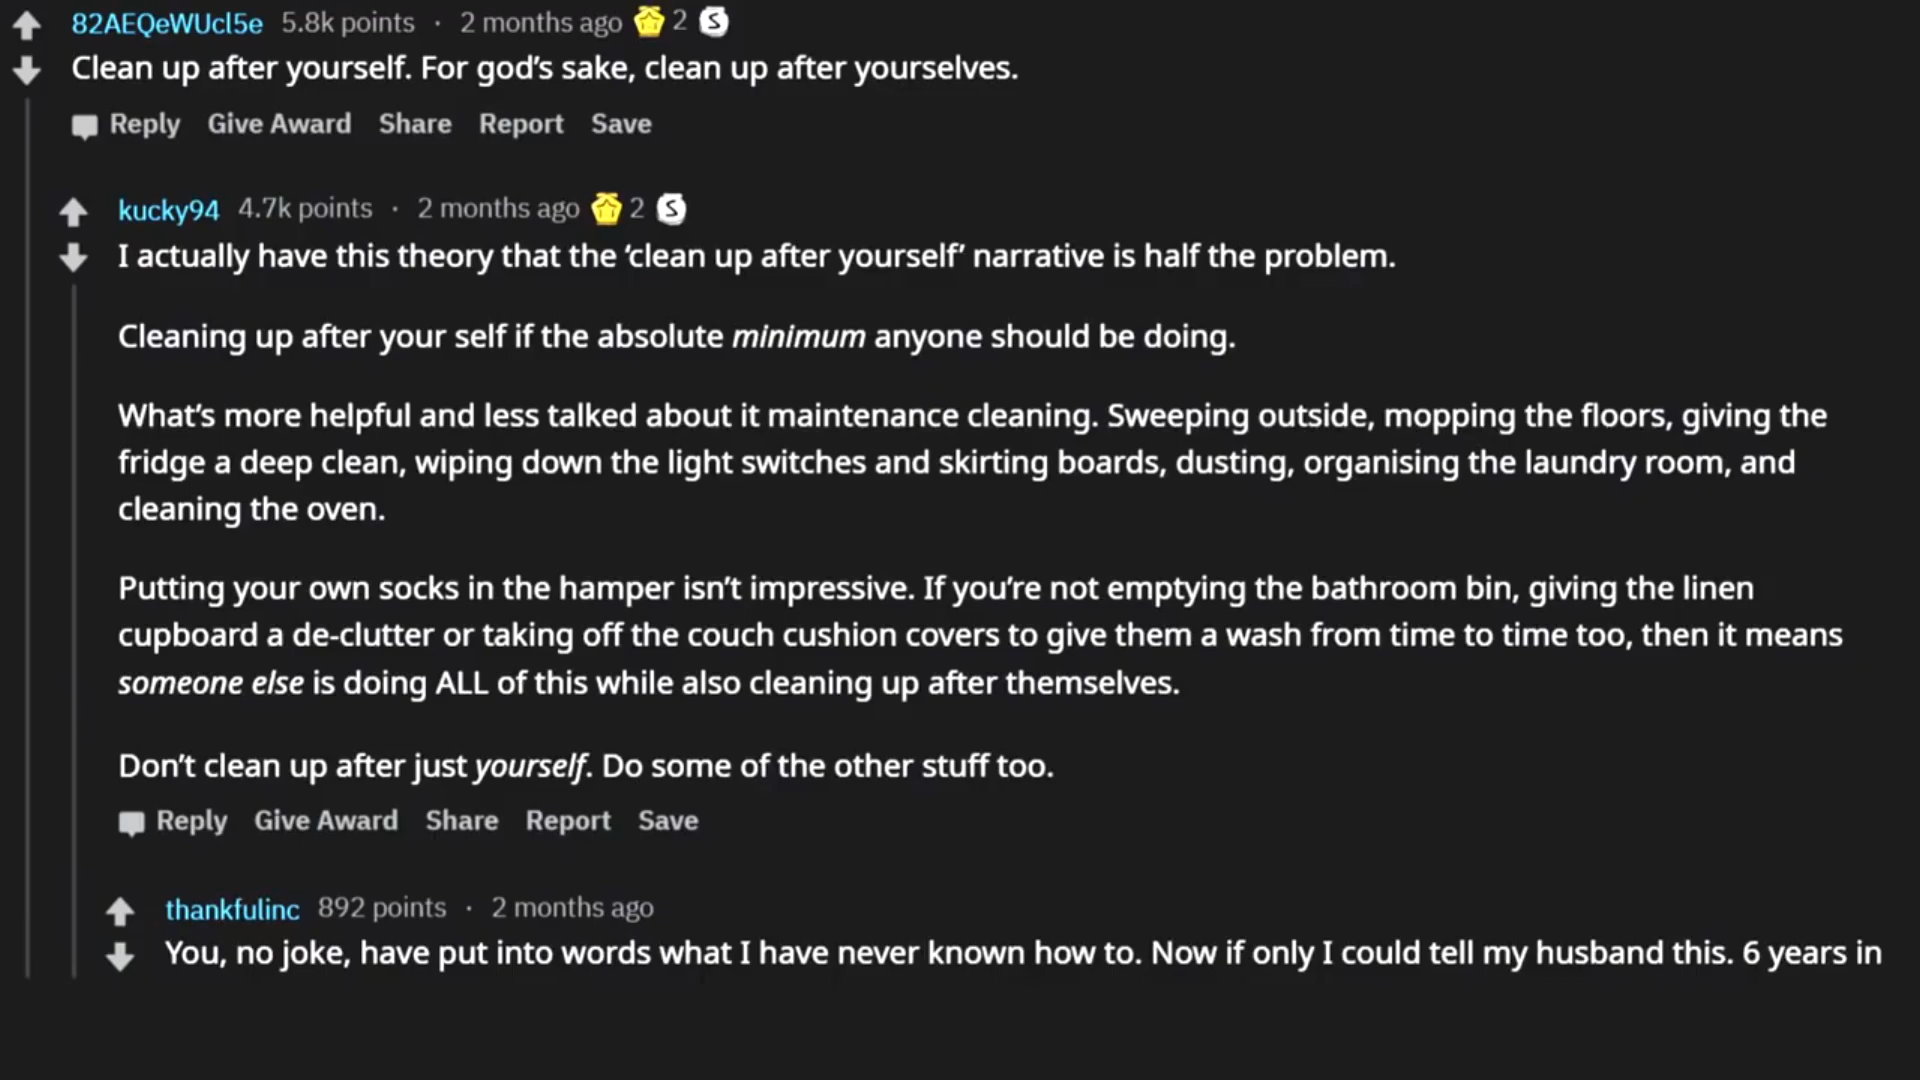 82AEQeWUcl5e 5.8k points · 2 months ago 2 S
Clean up after yourself. For god's sake, clean up after yourselves.
Reply Give Award Share Report Save
kucky94 4.7k points · 2 months ago 2 S
I actually have this theory that the ‘clean up after yourself’ narrative is half the problem.
Cleaning up after your self if the absolute minimum anyone should be doing.
What’s more helpful and less talked about it maintenance cleaning. Sweeping outside, mopping the floors, giving the
fridge a deep clean, wiping down the light switches and skirting boards, dusting, organising the laundry room, and
cleaning the oven.
Putting your own socks in the hamper isn’t impressive. If you’re not emptying the bathroom bin, giving the linen
cupboard a de-clutter or taking off the couch cushion covers to give them a wash from time to time too, then it means
someone else is doing ALL of this while also cleaning up after themselves.
Don’t clean up after just yourself. Do some of the other stuff too.
Reply Give Award Share Report Save
thankfulinc 892 points · 2 months ago
You, no joke, have put into words what I have never known how to. Now if only I could tell my husband this. 6 years in